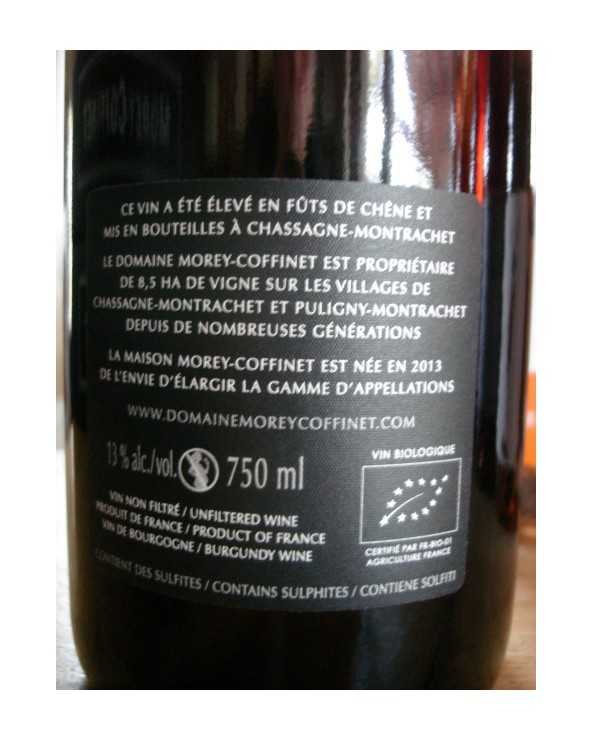 CE VIN A ÉTÉ ÉLEVÉ EN FÛTS DE CHÊNE ET
MIS EN BOUTEILLES À CHASSAGNE-MONTRACHET
LE DOMAINE MOREY-COFFINET EST PROPRIÉTAIRE
DE 8,5 HA DE VIGNE SUR LES VILLAGES DE
CHASSAGNE-MONTRACHET ET PULIGNY-MONTRACHET
DEPUIS DE NOMBREUSES GÉNÉRATIONS
LA MAISON MOREY-COFFINET EST NÉE EN 2013
DE L'ENVIE D'ÉLARGIR LA GAMME D'APPELLATIONS
WWW.DOMAINEMOREYCOFFINET.COM
13 % alc./vol. 750 ml
VIN NON FILTRÉ / UNFILTERED WINE
PRODUIT DE FRANCE / PRODUCT OF FRANCE
VIN DE BOURGOGNE / BURGUNDY WINE
VIN BIOLOGIQUE
CERTIFIÉ PAR FR-BIO-01
AGRICULTURE FRANCE
CONTIENT DES SULFITES / CONTAINS SULPHITES / CONTIENE SOLFITI